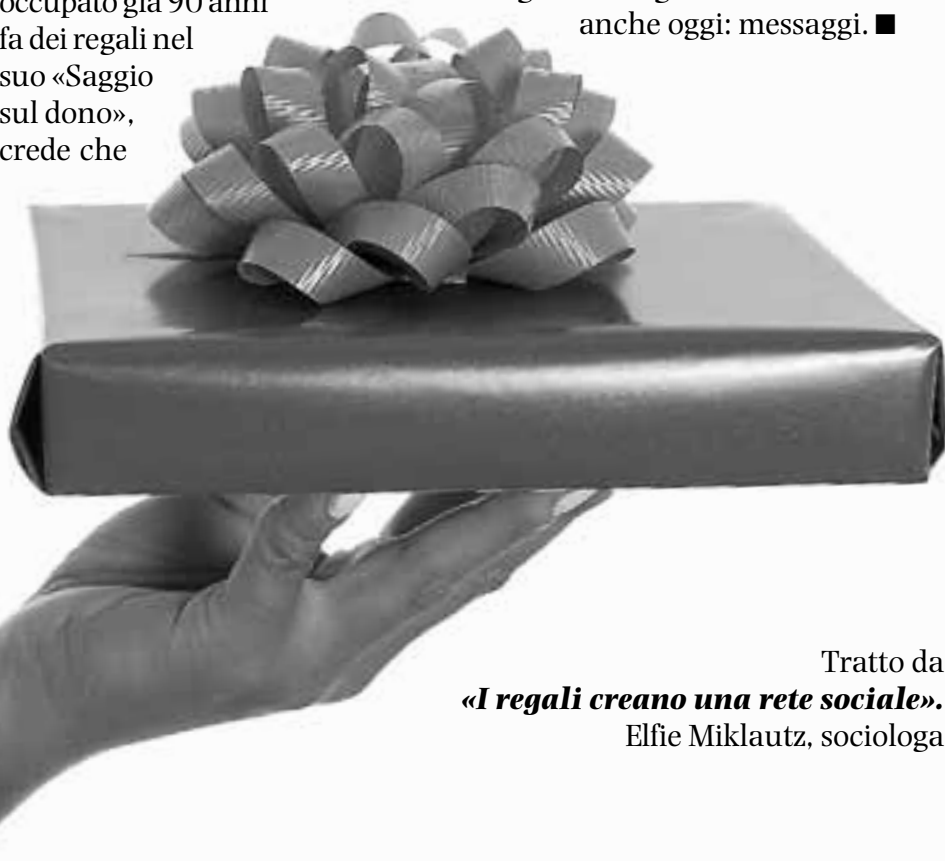 occupato già 90 anni
fa dei regali nel
suo «Saggio
sul dono»,
crede che
anche oggi: messaggi. ■
Tratto da
«I regali creano una rete sociale».
Elfie Miklautz, sociologa